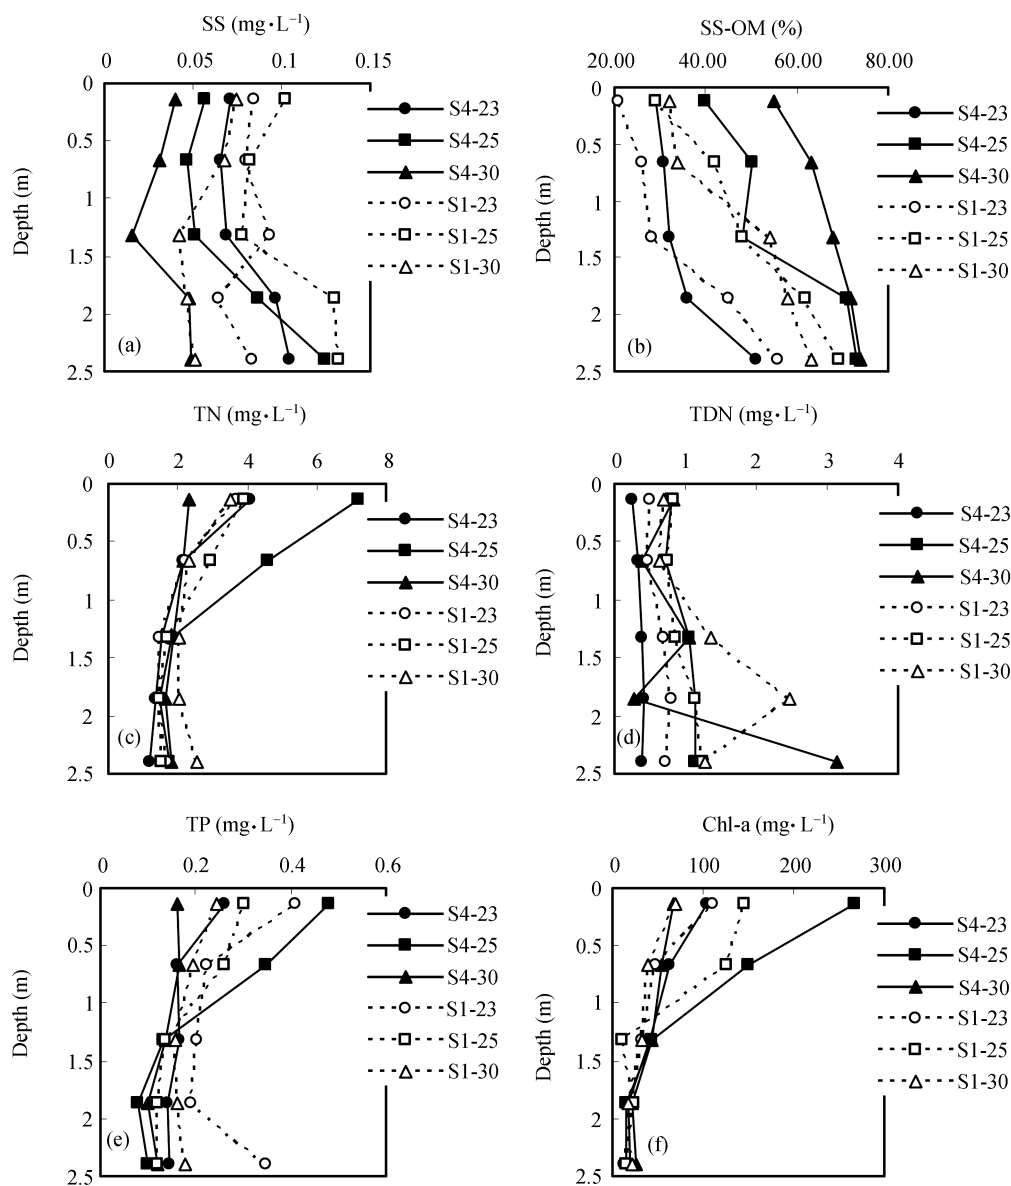 SS (mg·L⁻¹)
0 0.05 0.1 0.15
0
0.5
1
1.5
2
2.5
Depth (m)
(a)
S4-23
S4-25
S4-30
S1-23
S1-25
S1-30
SS-OM (%)
20.00 40.00 60.00 80.00
0
0.5
1
1.5
2
2.5
Depth (m)
(b)
S4-23
S4-25
S4-30
S1-23
S1-25
S1-30
TN (mg·L⁻¹)
0 2 4 6 8
0
0.5
1
1.5
2
2.5
Depth (m)
(c)
S4-23
S4-25
S4-30
S1-23
S1-25
S1-30
TDN (mg·L⁻¹)
0 1 2 3 4
0
0.5
1
1.5
2
2.5
Depth (m)
(d)
S4-23
S4-25
S4-30
S1-23
S1-25
S1-30
TP (mg·L⁻¹)
0 0.2 0.4 0.6
0
0.5
1
1.5
2
2.5
Depth (m)
(e)
S4-23
S4-25
S4-30
S1-23
S1-25
S1-30
Chl-a (mg·L⁻¹)
0 100 200 300
0
0.5
1
1.5
2
2.5
Depth (m)
(f)
S4-23
S4-25
S4-30
S1-23
S1-25
S1-30